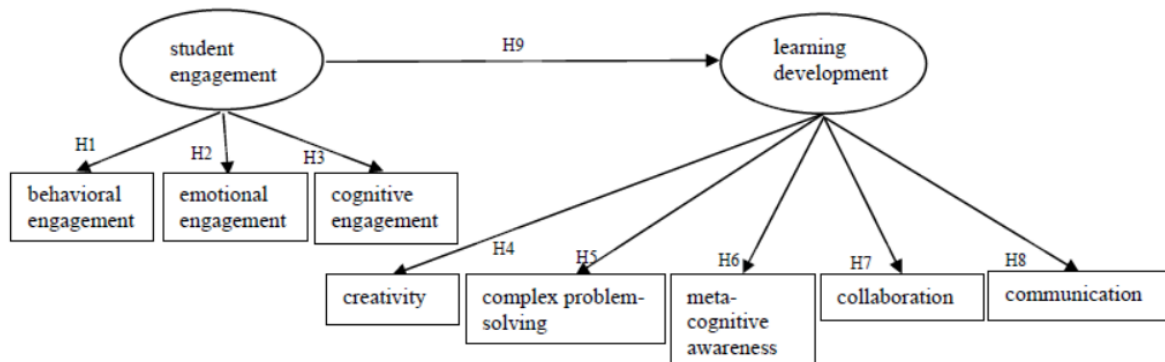 student
engagement
H9
learning
development
H1
H2
H3
behavioral
engagement
emotional
engagement
cognitive
engagement
H4
H5
H6
H7
H8
creativity
complex problem-
solving
meta-
cognitive
awareness
collaboration
communication